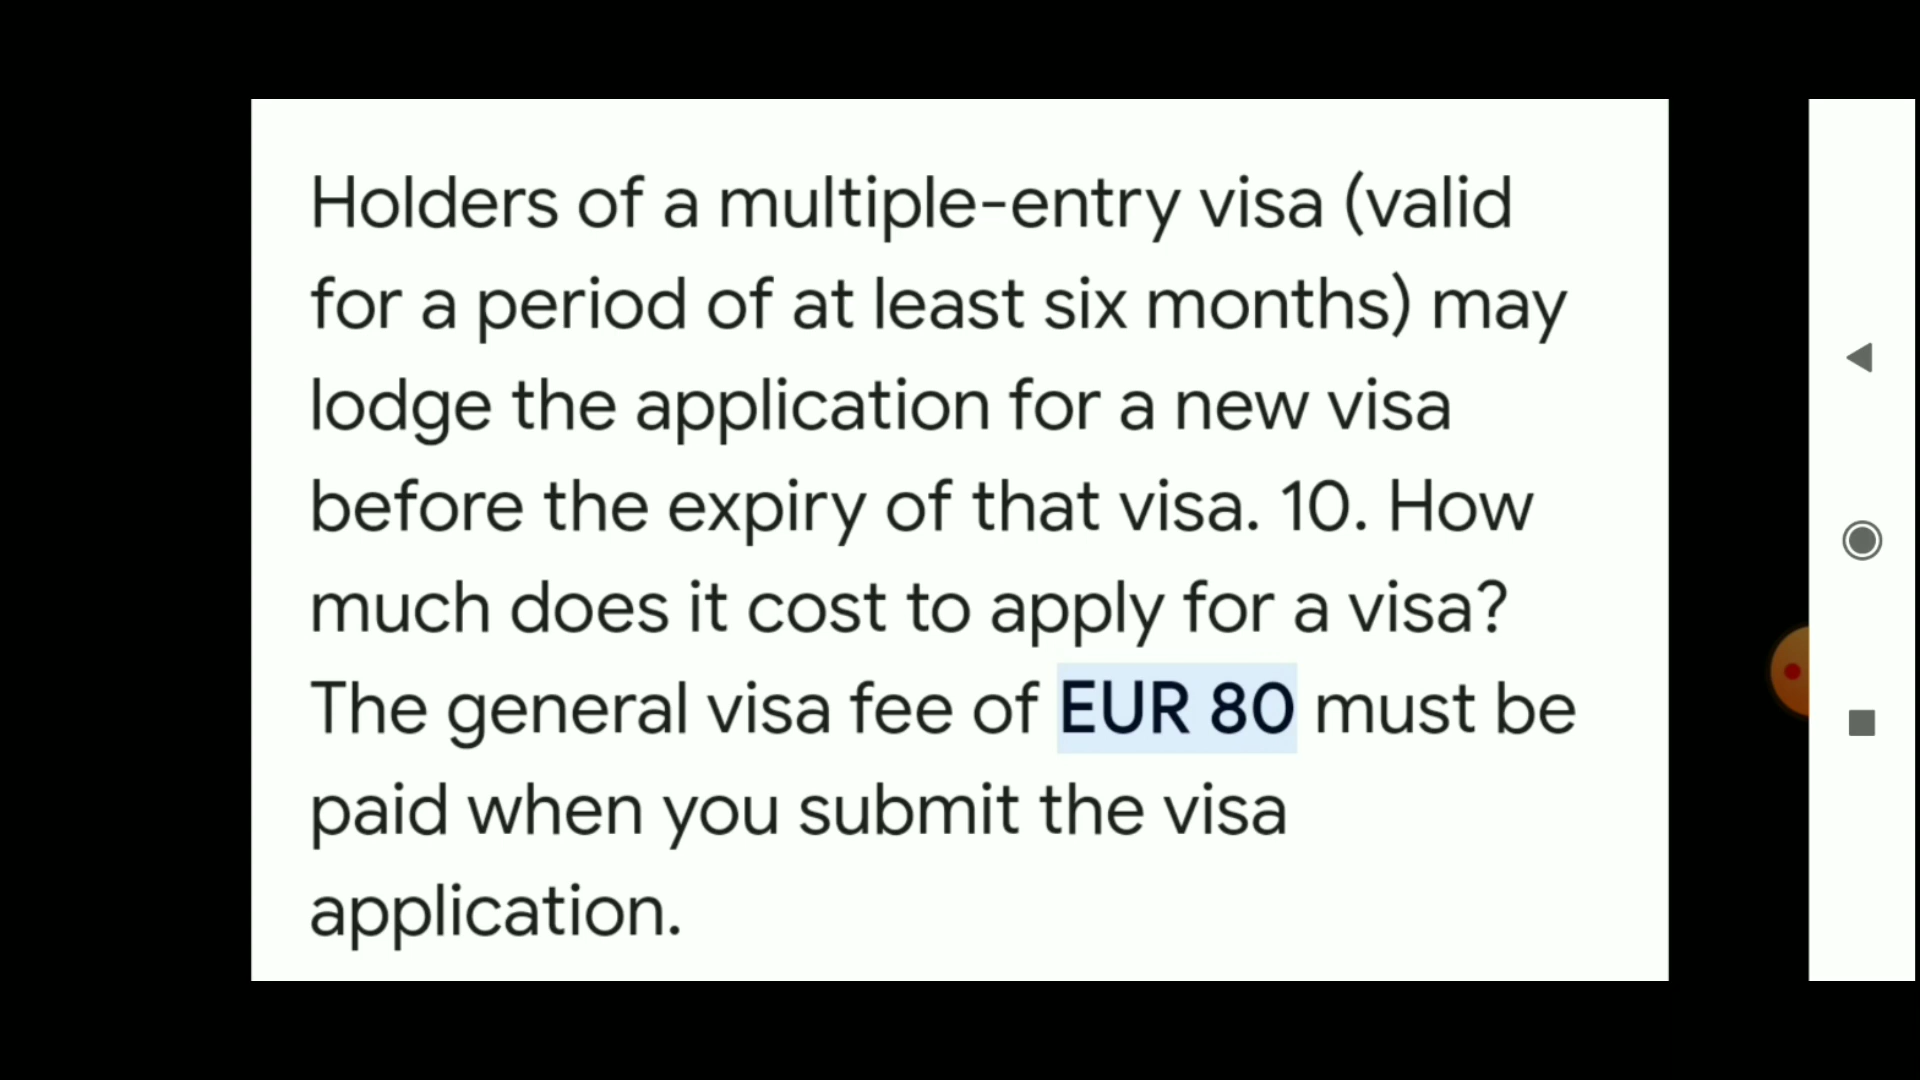 Holders of a multiple-entry visa (valid
for a period of at least six months) may
lodge the application for a new visa
before the expiry of that visa. 10. How
much does it cost to apply for a visa?
The general visa fee of EUR 80 must be
paid when you submit the visa
application.